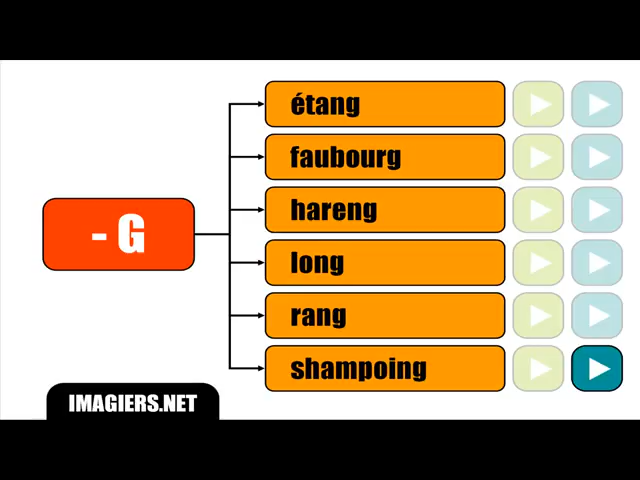 - G
étang
faubourg
hareng
long
rang
shampoing
IMAGIERS.NET